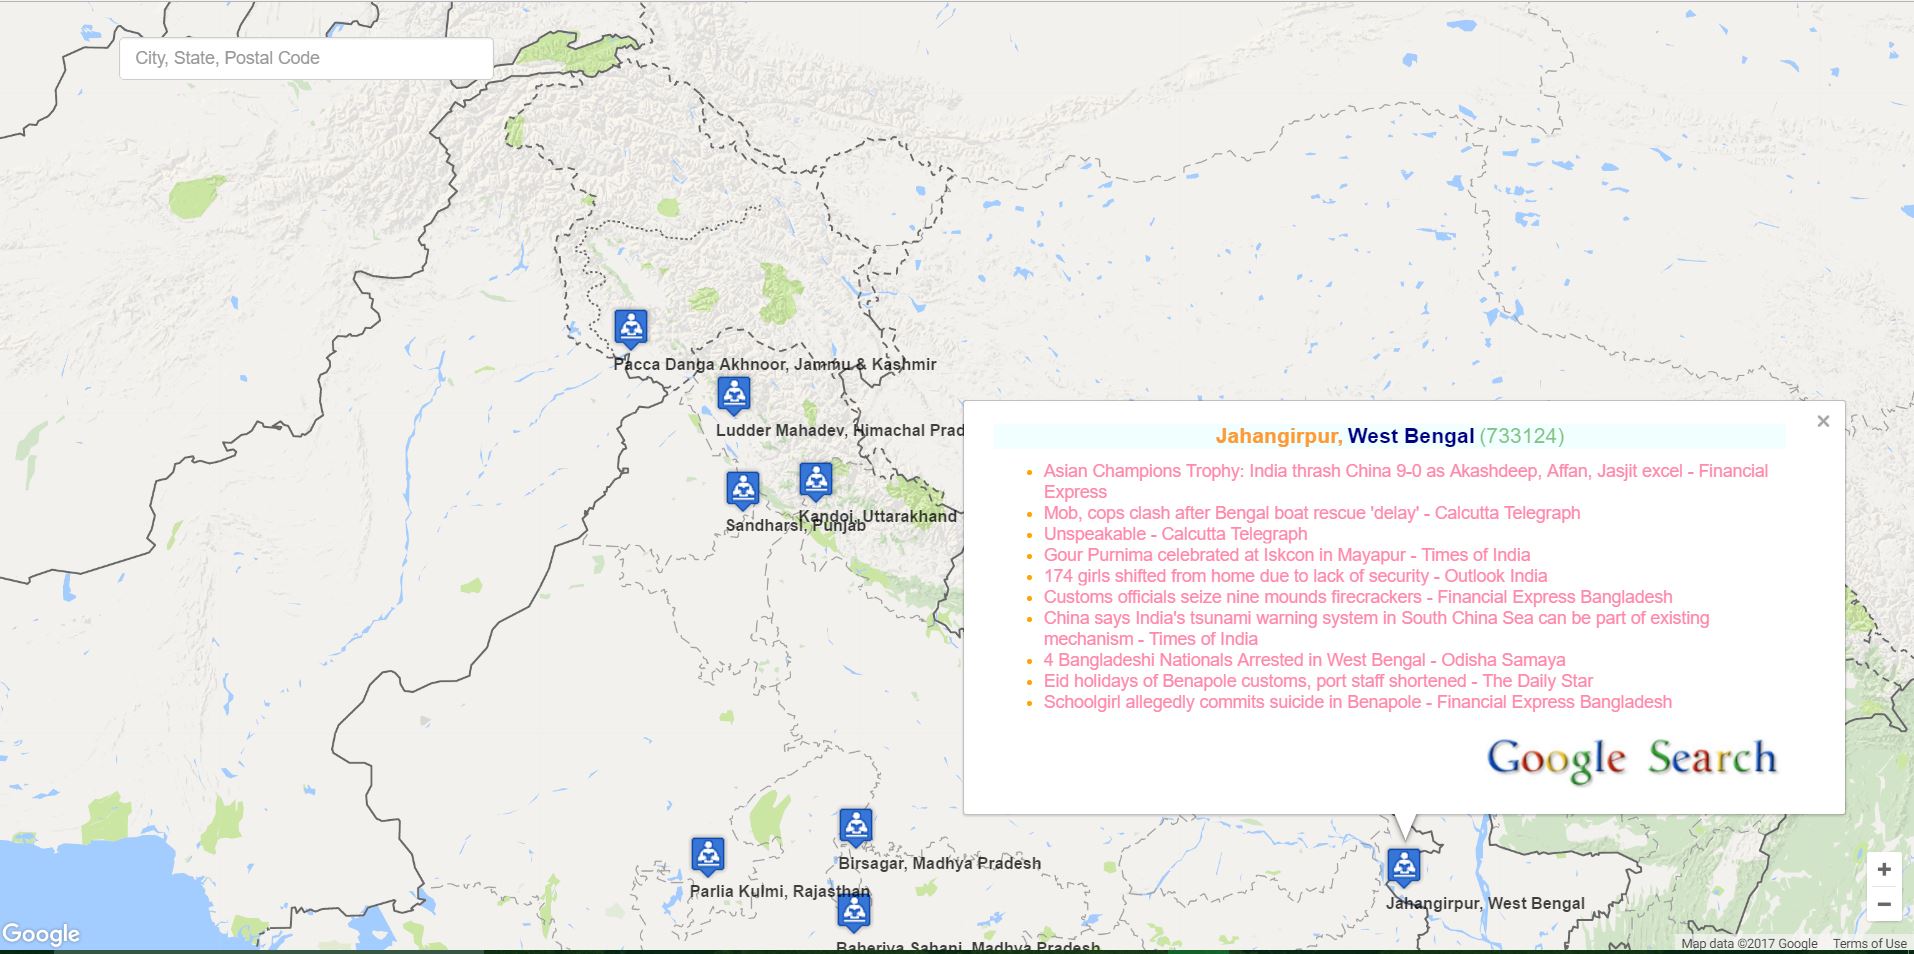 City, State, Postal Code
Pacca Danga Akhnoor, Jammu & Kashmir
Ludder Mahadev, Himachal Prad
Kandoi, Uttarakhand
Sandharsi, Punjab
×
Jahangirpur, West Bengal (733124)
Asian Champions Trophy: India thrash China 9-0 as Akashdeep, Affan, Jasjit excel - Financial
Express
Mob, cops clash after Bengal boat rescue 'delay' - Calcutta Telegraph
Unspeakable - Calcutta Telegraph
Gour Purnima celebrated at Iskcon in Mayapur - Times of India
174 girls shifted from home due to lack of security - Outlook India
Customs officials seize nine mounds firecrackers - Financial Express Bangladesh
China says India's tsunami warning system in South China Sea can be part of existing
mechanism - Times of India
4 Bangladeshi Nationals Arrested in West Bengal - Odisha Samaya
Eid holidays of Benapole customs, port staff shortened - The Daily Star
Schoolgirl allegedly commits suicide in Benapole - Financial Express Bangladesh
Google Search
Birsagar, Madhya Pradesh
Parlia Kulmi, Rajasthan
Baheriya Sahani, Madhya Pradesh
Jahangirpur, West Bengal
+
−
Google
Map data ©2017 Google Terms of Use